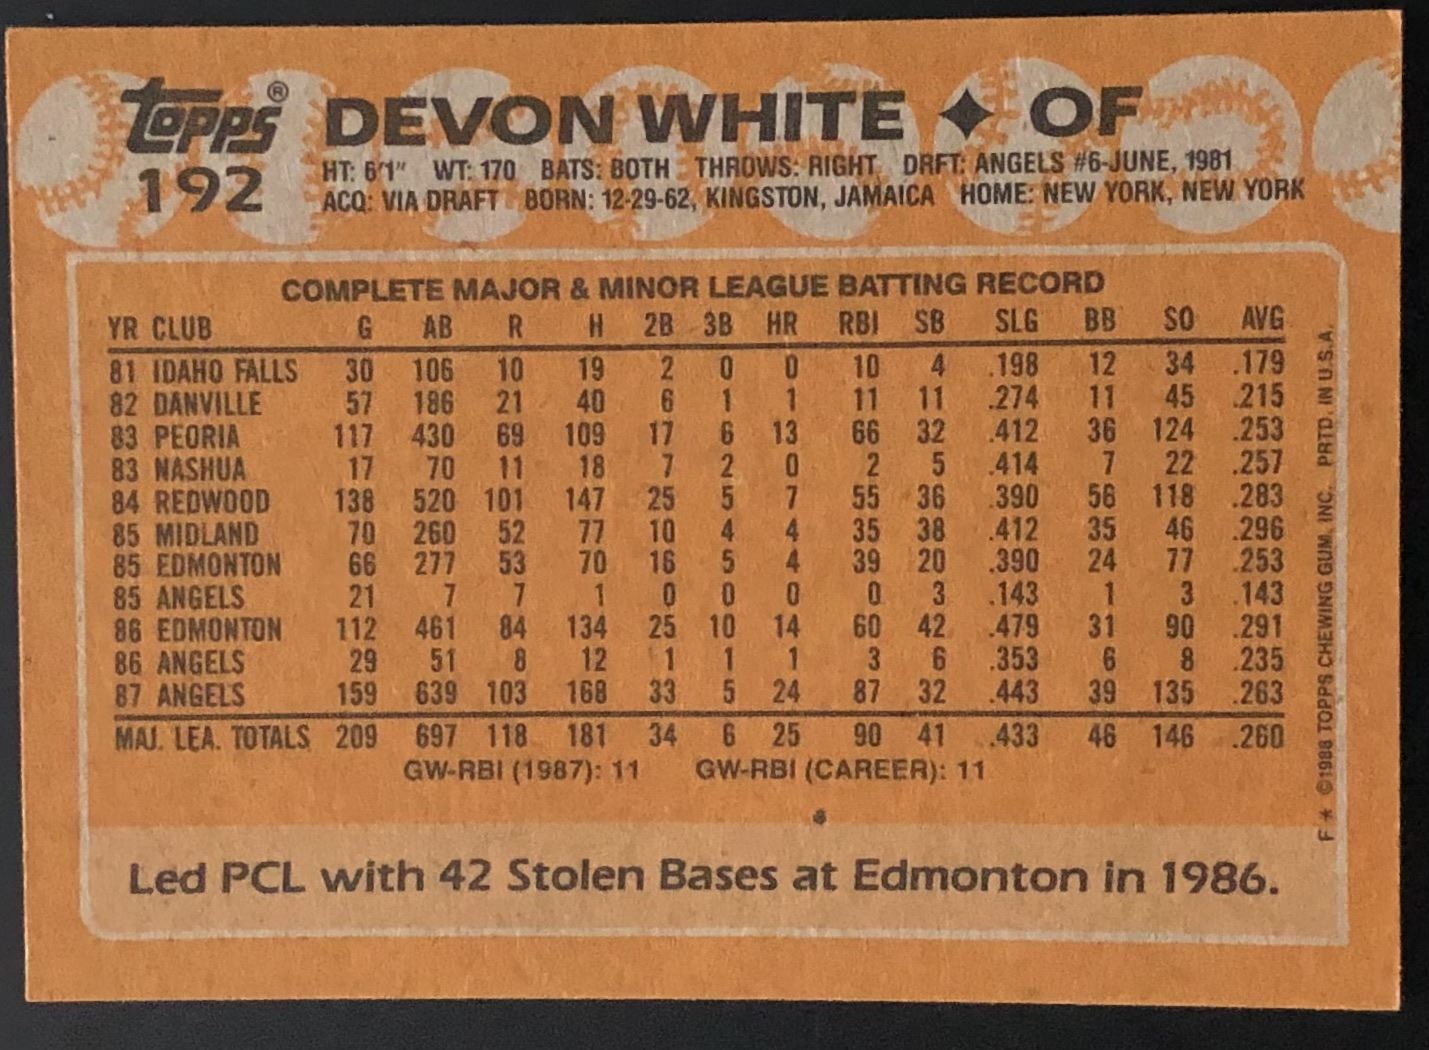 Topps® DEVON WHITE ✦ OF
192 HT: 6'1" WT: 170 BATS: BOTH THROWS: RIGHT DRFT: ANGELS #6-JUNE, 1981
ACQ: VIA DRAFT BORN: 12-29-62, KINGSTON, JAMAICA HOME: NEW YORK, NEW YORK
COMPLETE MAJOR & MINOR LEAGUE BATTING RECORD
YR CLUB G AB R H 2B 3B HR RBI SB SLG BB SO AVG
81 IDAHO FALLS 30 106 10 19 2 0 0 10 4 .198 12 34 .179
82 DANVILLE 57 186 21 40 6 1 1 11 11 .274 11 45 .215
83 PEORIA 117 430 69 109 17 6 13 66 32 .412 36 124 .253
83 NASHUA 17 70 11 18 7 2 0 2 5 .414 7 22 .257
84 REDWOOD 138 520 101 147 25 5 7 55 36 .390 56 118 .283
85 MIDLAND 70 260 52 77 10 4 4 35 38 .412 35 46 .296
85 EDMONTON 66 277 53 70 16 5 4 39 20 .390 24 77 .253
85 ANGELS 21 7 7 1 0 0 0 0 3 .143 1 3 .143
86 EDMONTON 112 461 84 134 25 10 14 60 42 .479 31 90 .291
86 ANGELS 29 51 8 12 1 1 1 3 6 .353 6 8 .235
87 ANGELS 159 639 103 168 33 5 24 87 32 .443 39 135 .263
MAJ. LEA. TOTALS 209 697 118 181 34 6 25 90 41 .433 46 146 .260
GW-RBI (1987): 11 GW-RBI (CAREER): 11
Led PCL with 42 Stolen Bases at Edmonton in 1986.
F * ©1988 TOPPS CHEWING GUM, INC. PRTD. IN U.S.A.